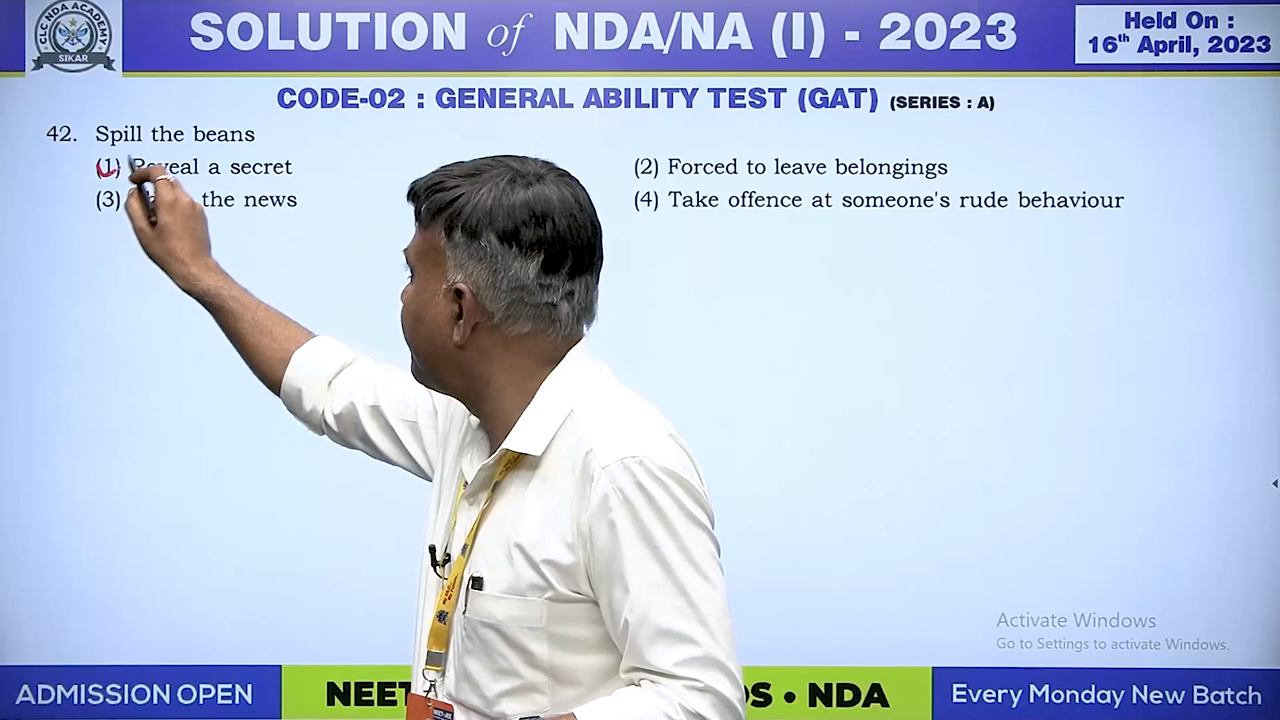 CLC NDA ACADEMY
SIKAR
SOLUTION of NDA/NA (I) - 2023
Held On :
16th April, 2023
CODE-02 : GENERAL ABILITY TEST (GAT) (SERIES : A)
42. Spill the beans
(1) Reveal a secret
(2) Forced to leave belongings
(3) the news
(4) Take offence at someone's rude behaviour
Activate Windows
Go to Settings to activate Windows.
ADMISSION OPEN
NEET
• NDA
Every Monday New Batch